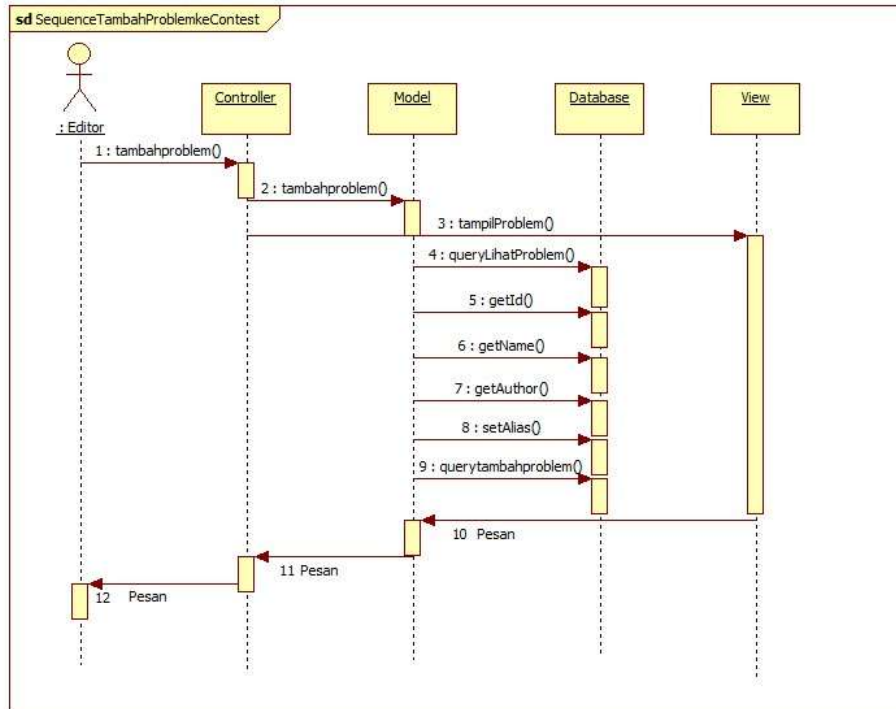 sd SequenceTambahProblemkeContest
: Editor
Controller
Model
Database
View
1 : tambahproblem()
2 : tambahproblem()
3 : tampilProblem()
4 : queryLihatProblem()
5 : getId()
6 : getName()
7 : getAuthor()
8 : setAlias()
9 : querytambahproblem()
10 Pesan
11 Pesan
12 Pesan